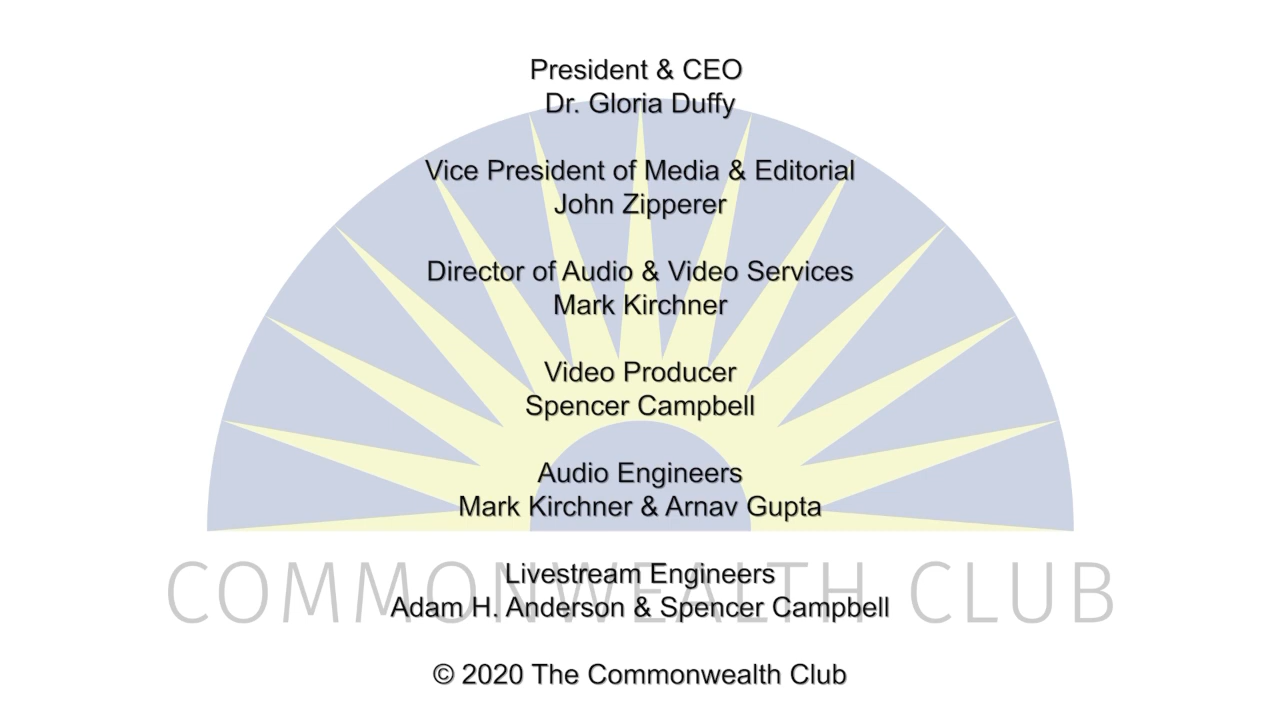 President & CEO
Dr. Gloria Duffy
Vice President of Media & Editorial
John Zipperer
Director of Audio & Video Services
Mark Kirchner
Video Producer
Spencer Campbell
Audio Engineers
Mark Kirchner & Arnav Gupta
COMMONWEALTH CLUB
Livestream Engineers
Adam H. Anderson & Spencer Campbell
© 2020 The Commonwealth Club